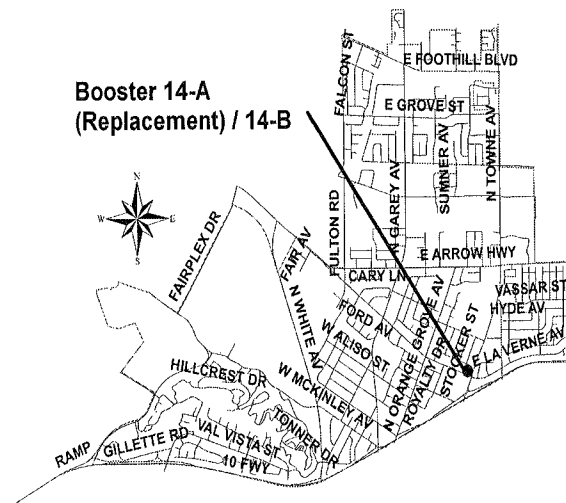 Booster 14-A
(Replacement) / 14-B
FALCON ST
E FOOTHILL BLVD
E GROVE ST
SUMNER AV
N TOWNE AV
N GAREY AV
FULTON RD
E ARROW HWY
CARY LN
N
W E
S
FAIRPLEX DR
FAIR AV
N WHITE AV
FORD AV
W ALISO ST
W MCKINLEY AV
N ORANGE GROVE AV
ROYALTY DR
STOCKER ST
VASSAR ST
HYDE AV
E LA VERNE AV
HILLCREST DR
TONNER DR
VAL VISTA ST
GILLETTE RD
10 FWY
RAMP